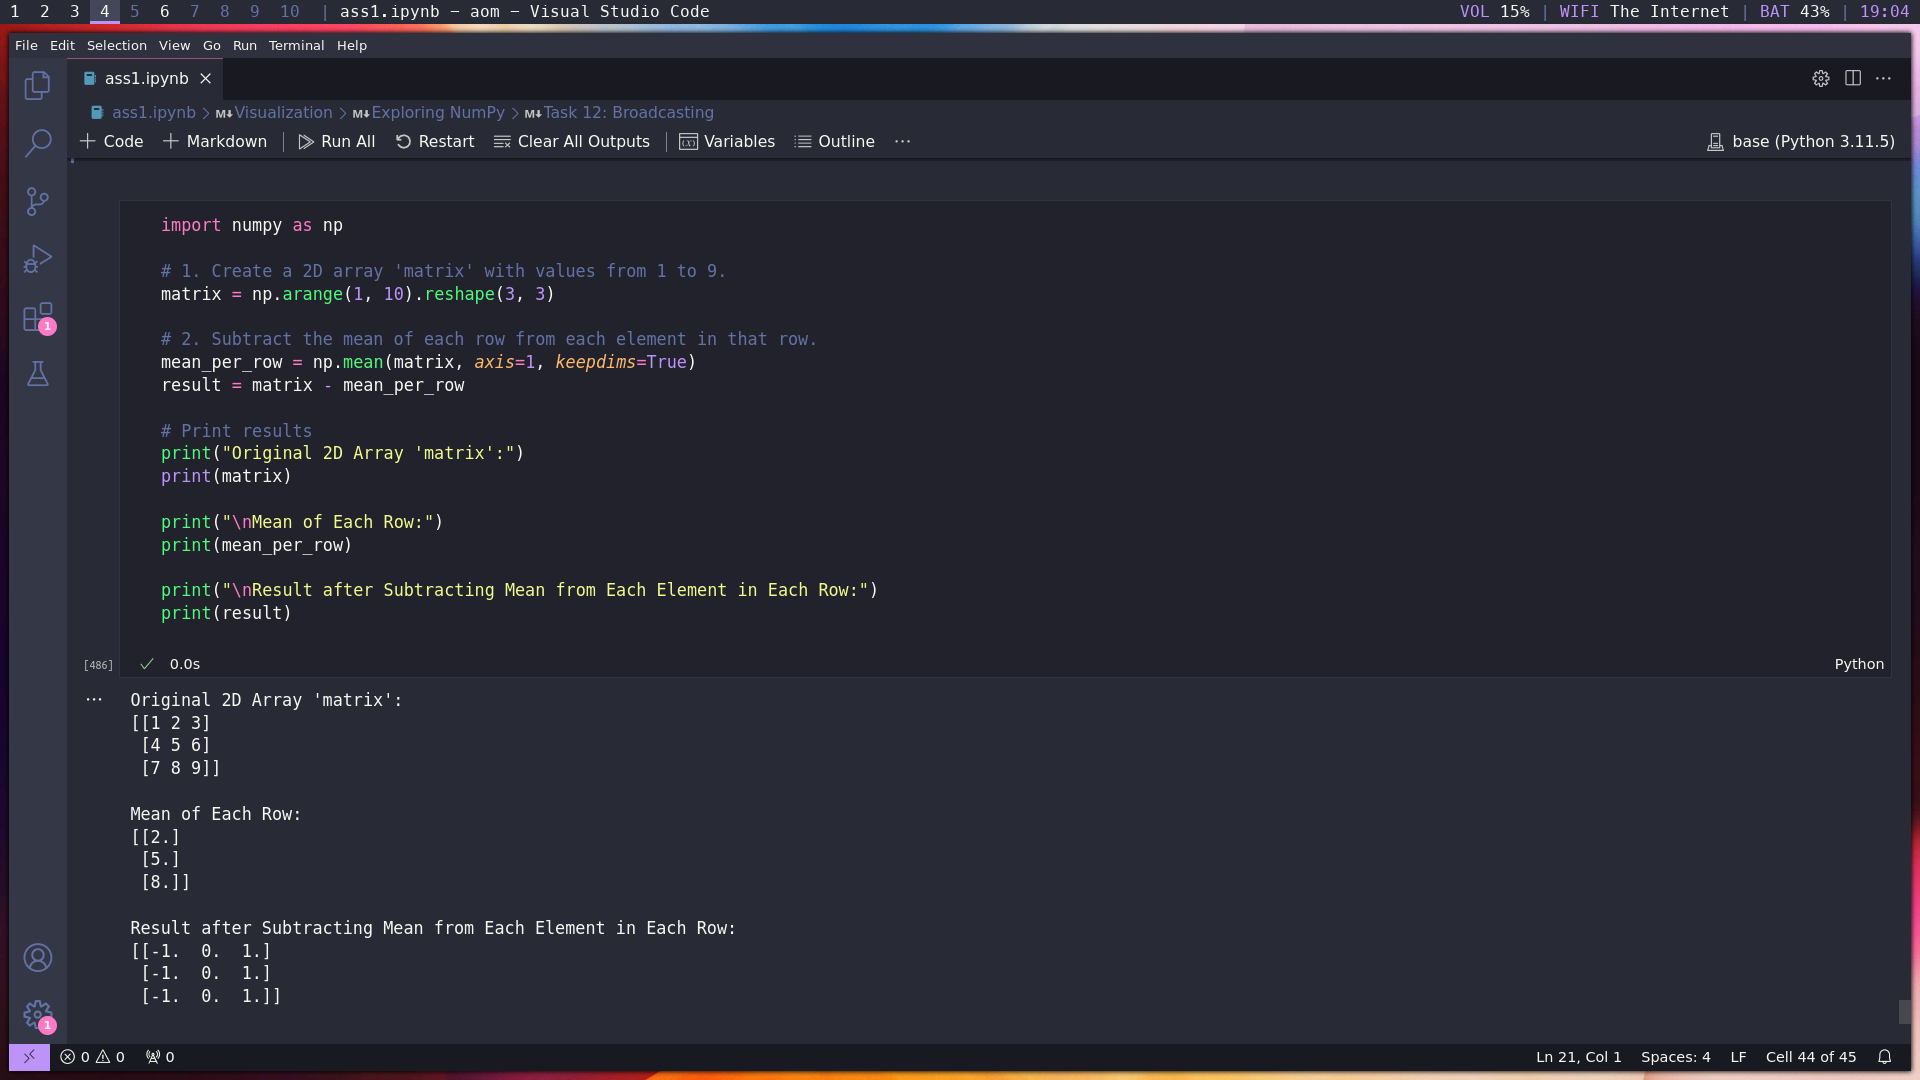 1 2 3 4 5 6 7 8 9 10 | ass1.ipynb − aom − Visual Studio Code VOL 15% | WIFI The Internet | BAT 43% | 19:04
File Edit Selection View Go Run Terminal Help
ass1.ipynb
ass1.ipynb > M↓Visualization > M↓Exploring NumPy > M↓Task 12: Broadcasting
Code Markdown Run All Restart Clear All Outputs Variables Outline ··· base (Python 3.11.5)
import numpy as np
# 1. Create a 2D array 'matrix' with values from 1 to 9.
matrix = np.arange(1, 10).reshape(3, 3)
# 2. Subtract the mean of each row from each element in that row.
mean_per_row = np.mean(matrix, axis=1, keepdims=True)
result = matrix - mean_per_row
# Print results
print("Original 2D Array 'matrix':")
print(matrix)
print("\nMean of Each Row:")
print(mean_per_row)
print("\nResult after Subtracting Mean from Each Element in Each Row:")
print(result)
[486] 0.0s Python
Original 2D Array 'matrix':
[[1 2 3]
[4 5 6]
[7 8 9]]
Mean of Each Row:
[[2.]
[5.]
[8.]]
Result after Subtracting Mean from Each Element in Each Row:
[[-1. 0. 1.]
[-1. 0. 1.]
[-1. 0. 1.]]
1
1
0 0 0 Ln 21, Col 1 Spaces: 4 LF Cell 44 of 45